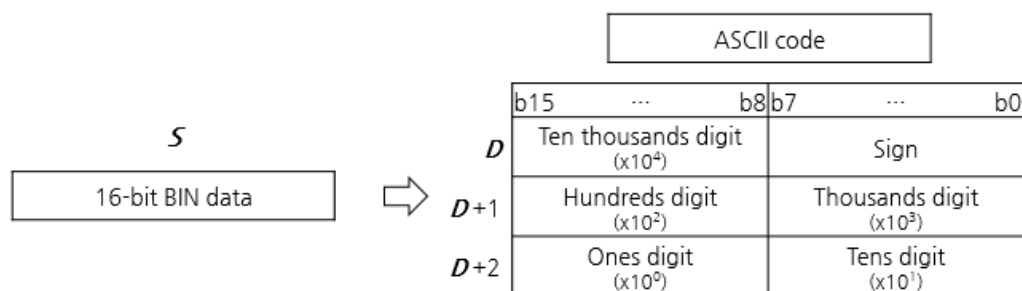 ASCII code
b15 ... b8 b7 ... b0
S
D Ten thousands digit Sign
(x10⁴)
16-bit BIN data
D+1 Hundreds digit Thousands digit
(x10²) (x10³)
D+2 Ones digit Tens digit
(x10⁰) (x10¹)